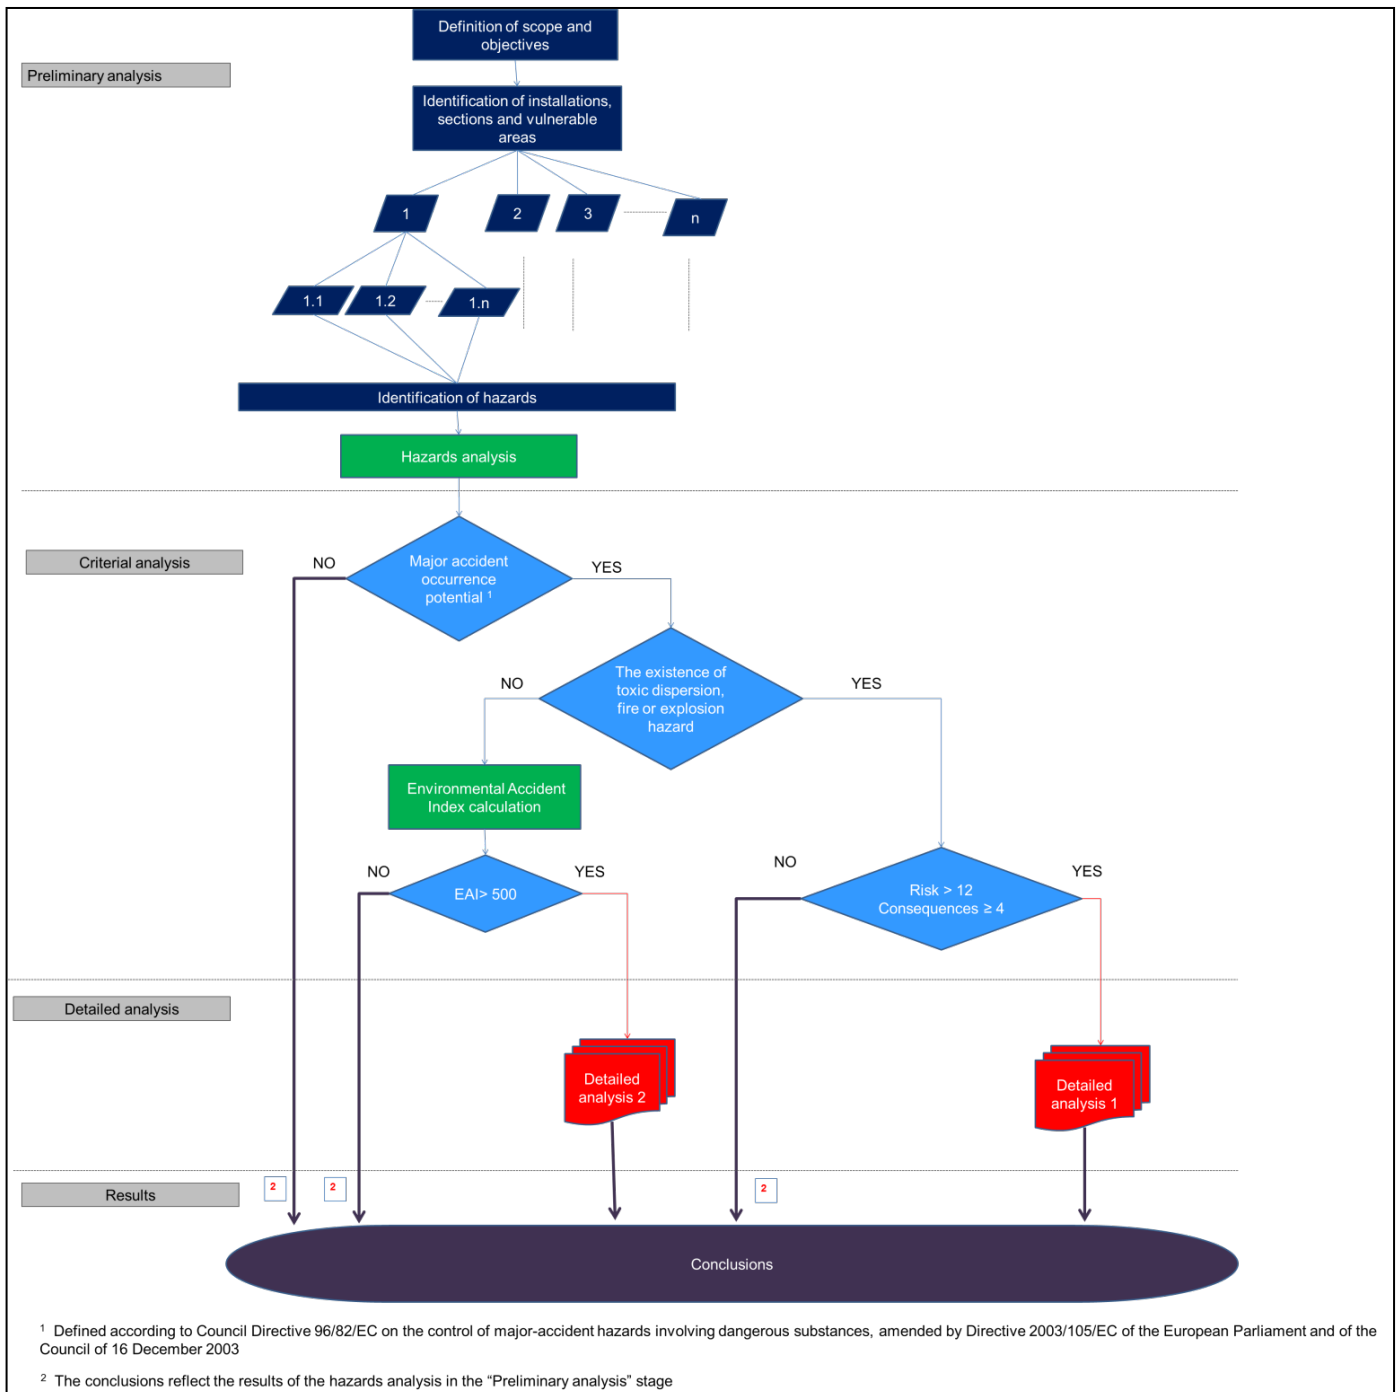 Definition of scope and
objectives
Preliminary analysis
Identification of installations,
sections and vulnerable
areas
1
2
3
n
1.1
1.2
1.n
Identification of hazards
Hazards analysis
Criterial analysis
NO
Major accident
occurrence
potential 1
YES
NO
The existence of
toxic dispersion,
fire or explosion
hazard
YES
Environmental Accident
Index calculation
NO
EAI> 500
YES
NO
Risk > 12
Consequences ≥ 4
YES
Detailed analysis
Detailed
analysis 2
Detailed
analysis 1
Results
2
2
2
Conclusions
1 Defined according to Council Directive 96/82/EC on the control of major-accident hazards involving dangerous substances, amended by Directive 2003/105/EC of the European Parliament and of the
Council of 16 December 2003
2 The conclusions reflect the results of the hazards analysis in the “Preliminary analysis” stage